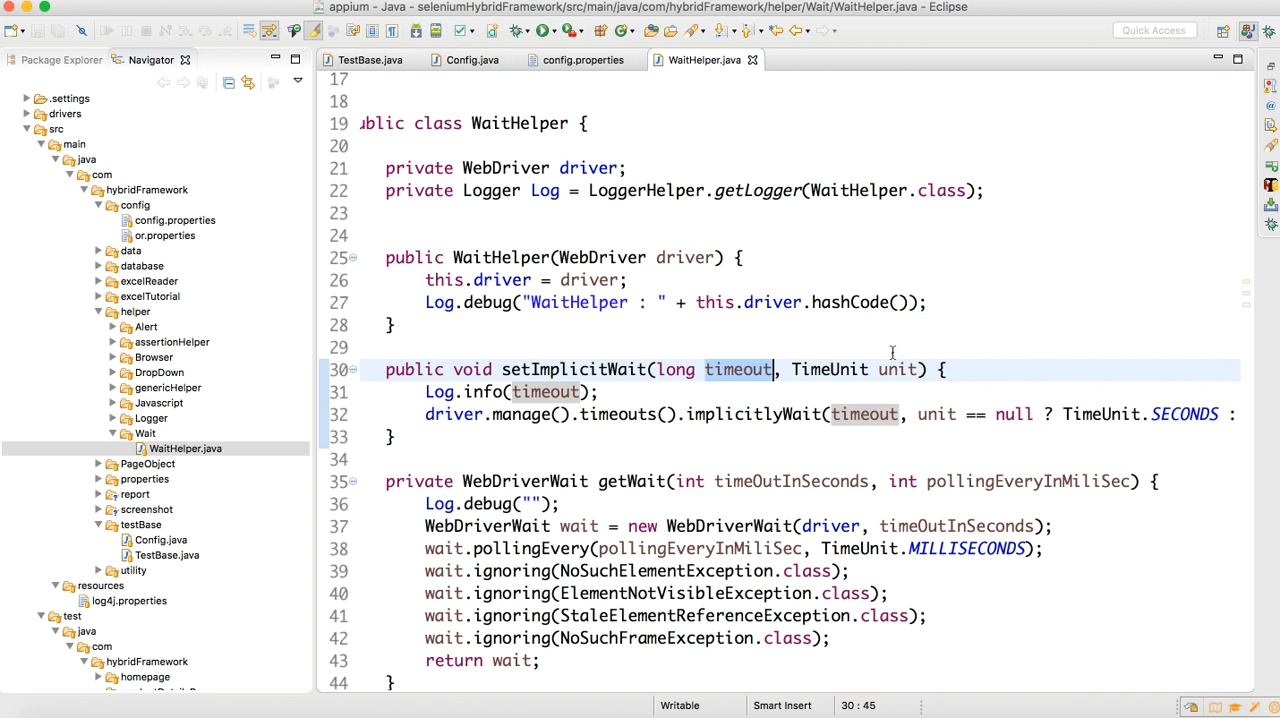 appium - Java - seleniumHybridFramework/src/main/java/com/hybridFramework/helper/Wait/WaitHelper.java - Eclipse
Quick Access
Package Explorer
Navigator
TestBase.java
Config.java
config.properties
WaitHelper.java
.settings
drivers
src
main
java
com
hybridFramework
config
config.properties
or.properties
data
database
excelReader
excelTutorial
helper
Alert
assertionHelper
Browser
DropDown
genericHelper
Javascript
Logger
Wait
WaitHelper.java
PageObject
properties
report
screenshot
testBase
Config.java
TestBase.java
utility
resources
log4j.properties
test
java
com
hybridFramework
homepage
17
18
19 ublic class WaitHelper {
20
21 private WebDriver driver;
22 private Logger Log = LoggerHelper.getLogger(WaitHelper.class);
23
24
25 public WaitHelper(WebDriver driver) {
26 this.driver = driver;
27 Log.debug("WaitHelper : " + this.driver.hashCode());
28 }
29
30 public void setImplicitWait(long timeout, TimeUnit unit) {
31 Log.info(timeout);
32 driver.manage().timeouts().implicitlyWait(timeout, unit == null ? TimeUnit.SECONDS :
33 }
34
35 private WebDriverWait getWait(int timeOutInSeconds, int pollingEveryInMiliSec) {
36 Log.debug("");
37 WebDriverWait wait = new WebDriverWait(driver, timeOutInSeconds);
38 wait.pollingEvery(pollingEveryInMiliSec, TimeUnit.MILLISECONDS);
39 wait.ignoring(NoSuchElementException.class);
40 wait.ignoring(ElementNotVisibleException.class);
41 wait.ignoring(StaleElementReferenceException.class);
42 wait.ignoring(NoSuchFrameException.class);
43 return wait;
44 }
Writable
Smart Insert
30 : 45